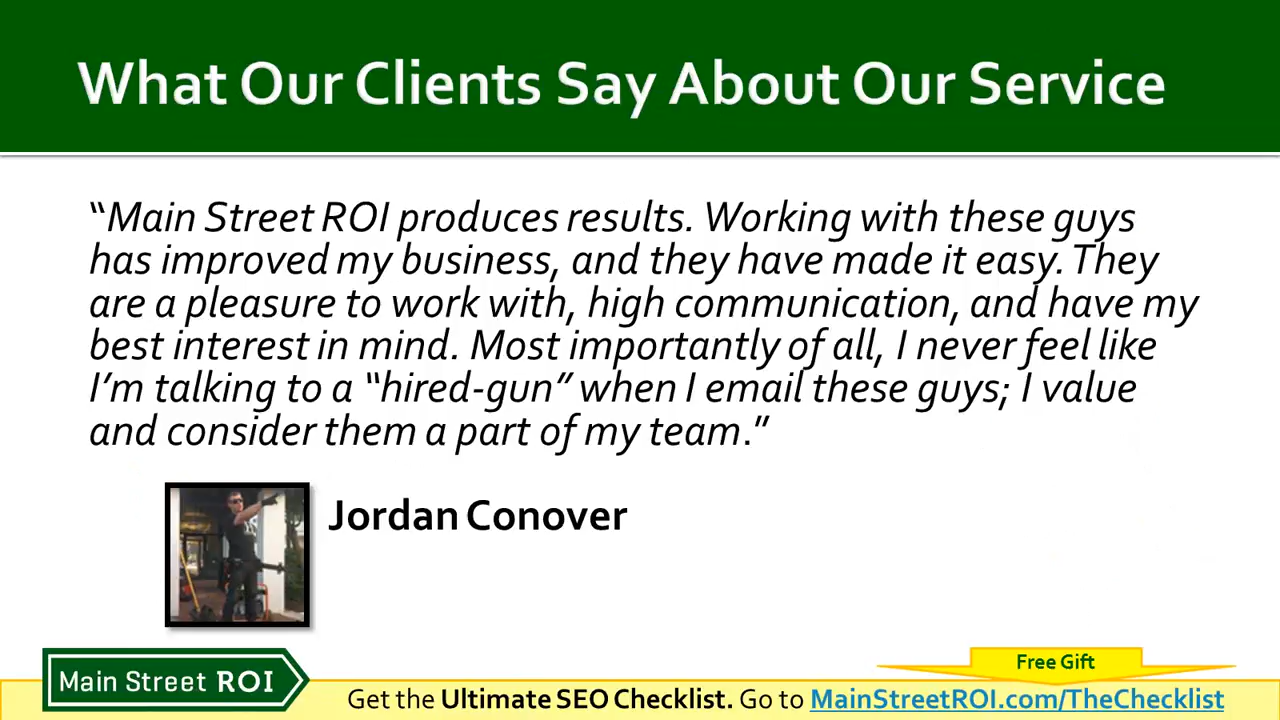 What Our Clients Say About Our Service
“Main Street ROI produces results. Working with these guys
has improved my business, and they have made it easy. They
are a pleasure to work with, high communication, and have my
best interest in mind. Most importantly of all, I never feel like
I’m talking to a “hired-gun” when I email these guys; I value
and consider them a part of my team.”
Jordan Conover
Free Gift
Main Street ROI
Get the Ultimate SEO Checklist. Go to MainStreetROI.com/TheChecklist